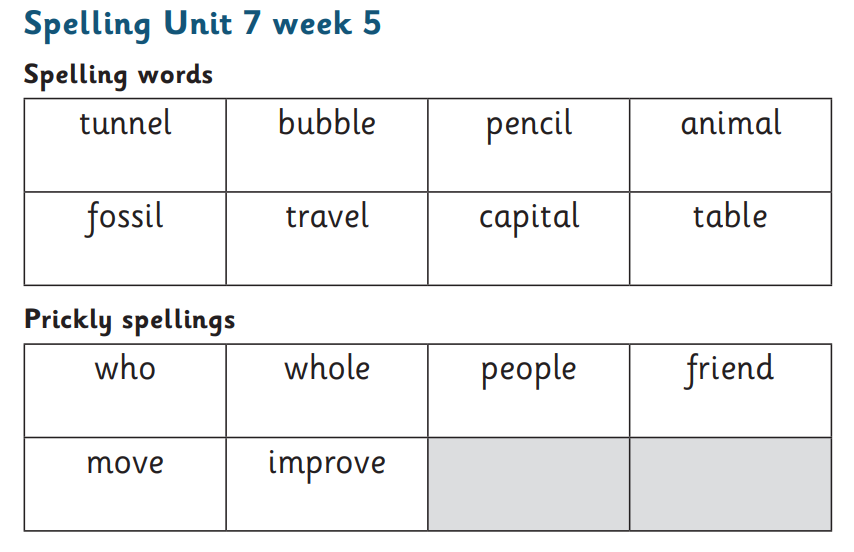 Spelling Unit 7 week 5
Spelling words
tunnel bubble pencil animal
fossil travel capital table
Prickly spellings
who whole people friend
move improve